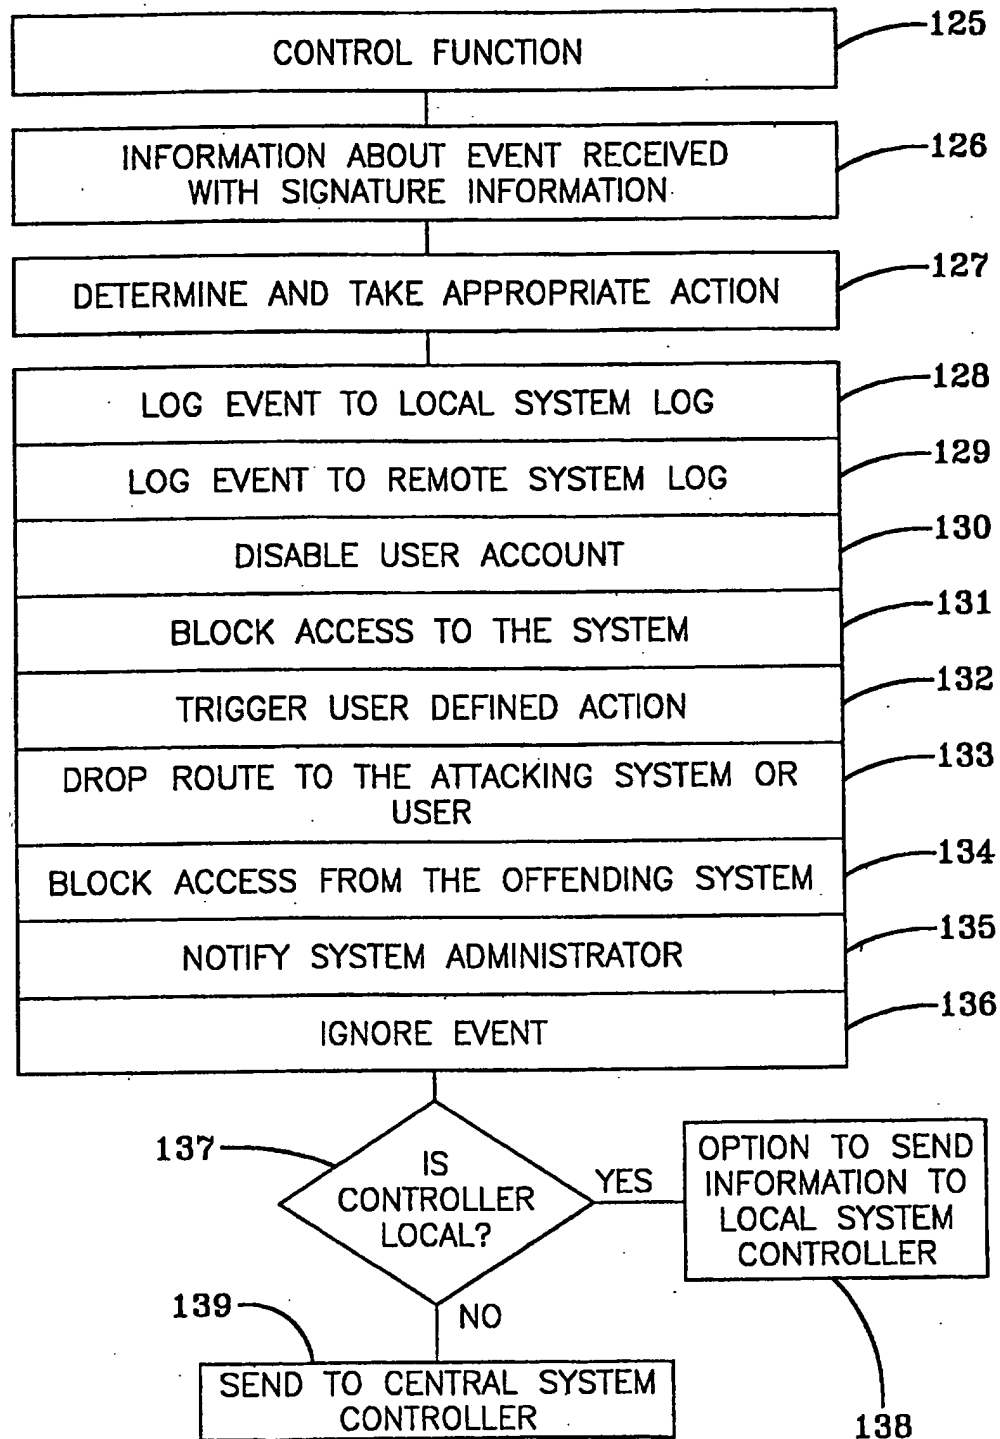 CONTROL FUNCTION
125
INFORMATION ABOUT EVENT RECEIVED
WITH SIGNATURE INFORMATION
126
DETERMINE AND TAKE APPROPRIATE ACTION
127
LOG EVENT TO LOCAL SYSTEM LOG
128
LOG EVENT TO REMOTE SYSTEM LOG
129
DISABLE USER ACCOUNT
130
BLOCK ACCESS TO THE SYSTEM
131
TRIGGER USER DEFINED ACTION
132
DROP ROUTE TO THE ATTACKING SYSTEM OR
USER
133
BLOCK ACCESS FROM THE OFFENDING SYSTEM
134
NOTIFY SYSTEM ADMINISTRATOR
135
IGNORE EVENT
136
137
IS
CONTROLLER
LOCAL?
YES
OPTION TO SEND
INFORMATION TO
LOCAL SYSTEM
CONTROLLER
138
NO
139
SEND TO CENTRAL SYSTEM
CONTROLLER